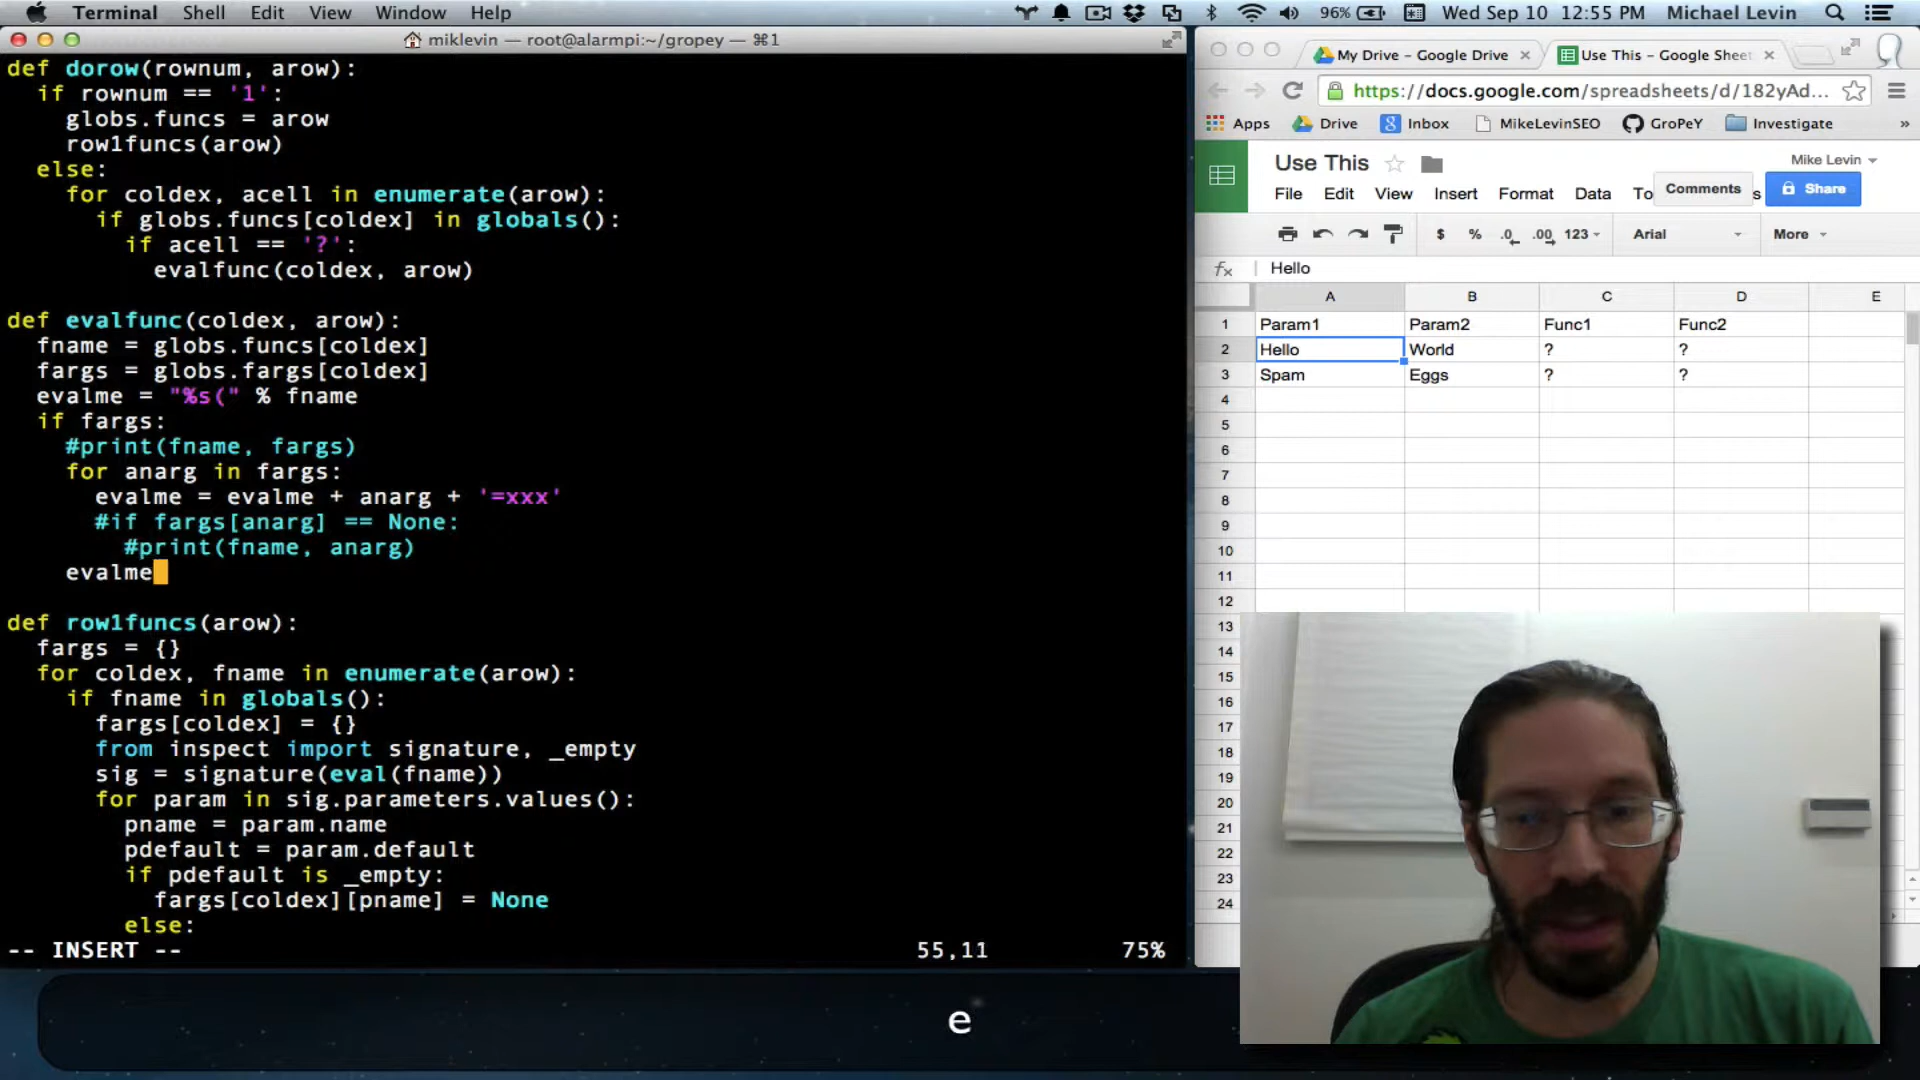 Terminal Shell Edit View Window Help 96% Wed Sep 10 12:55 PM Michael Levin
miklevin — root@alarmpi:~/gropey — ⌘1
def dorow(rownum, arow):
if rownum == '1':
globs.funcs = arow
row1funcs(arow)
else:
for coldex, acell in enumerate(arow):
if globs.funcs[coldex] in globals():
if acell == '?':
evalfunc(coldex, arow)
def evalfunc(coldex, arow):
fname = globs.funcs[coldex]
fargs = globs.fargs[coldex]
evalme = "%s(" % fname
if fargs:
#print(fname, fargs)
for anarg in fargs:
evalme = evalme + anarg + '=xxx'
#if fargs[anarg] == None:
#print(fname, anarg)
evalme
def row1funcs(arow):
fargs = {}
for coldex, fname in enumerate(arow):
if fname in globals():
fargs[coldex] = {}
from inspect import signature, _empty
sig = signature(eval(fname))
for param in sig.parameters.values():
pname = param.name
pdefault = param.default
if pdefault is _empty:
fargs[coldex][pname] = None
else:
-- INSERT -- 55,11 75%
e
My Drive – Google Drive × Use This – Google Sheet ×
https://docs.google.com/spreadsheets/d/182yAd...
Apps Drive Inbox MikeLevinSEO GroPeY Investigate »
Use This Mike Levin
File Edit View Insert Format Data To s Comments Share
$ % .0 .00 123 Arial More
fx Hello
A B C D E
1 Param1 Param2 Func1 Func2
2 Hello World ? ?
3 Spam Eggs ? ?
4
5
6
7
8
9
10
11
12
13
14
15
16
17
18
19
20
21
22
23
24